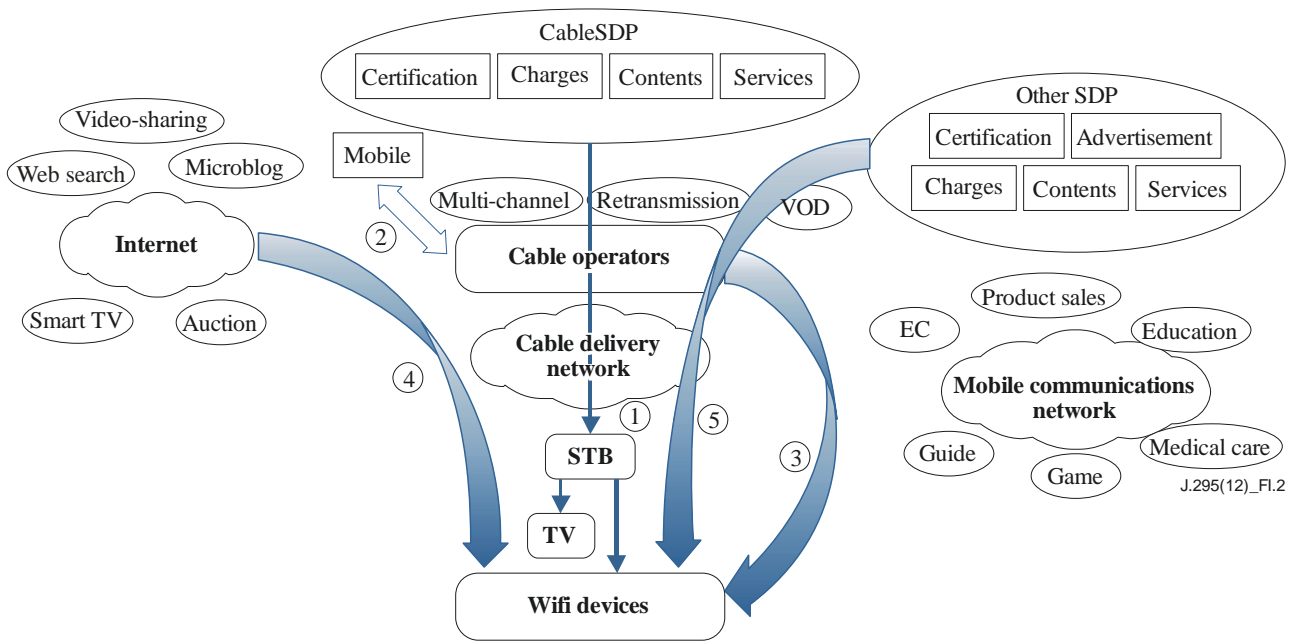 CableSDP
Certification
Charges
Contents
Services
Other SDP
Certification
Advertisement
Charges
Contents
Services
Video-sharing
Web search
Microblog
Internet
Smart TV
Auction
Mobile
②
Multi-channel
Retransmission
VOD
Cable operators
Cable delivery
network
④
①
⑤
③
STB
TV
Wifi devices
Product sales
EC
Education
Mobile communications
network
Guide
Game
Medical care
J.295(12)_FI.2